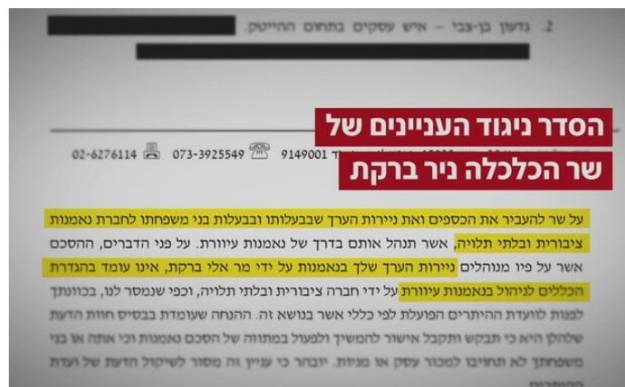 2. גדעון בן-צבי – איש עסקים בתחום ההייטק.
הסדר ניגוד העניינים של
שר הכלכלה ניר ברקת
9149001 073-3925549 02-6276114
על שר להעביר את הכספים ואת ניירות הערך שבבעלותו ובבעלות בני משפחתו לחברת נאמנות
ציבורית ובלתי תלויה, אשר תנהל אותם בדרך של נאמנות עיוורת. על פני הדברים, ההסכם
אשר על פיו מנוהלים ניירות הערך שלך בנאמנות על ידי מר אלי ברקת, אינו עומד בהגדרת
הכללים לניהול בנאמנות עיוורת על ידי חברה ציבורית ובלתי תלויה, וכפי שנמסר לנו, בכוונתך
לפנות לוועדת ההיתרים הפועלת לפי כללי אשר בנושא זה. ההנחה שעומדת בבסיס חוות הדעת
שלהלן היא כי תבקש ותקבל אישור להמשיך ולפעול במתווה של הסכם נאמנות וכי אתה או בני
משפחתך לא תחויבו למכור עסק או מניות. יובהר כי עניין זה מסור לשיקול הדעת של ועדת
ההיתרים